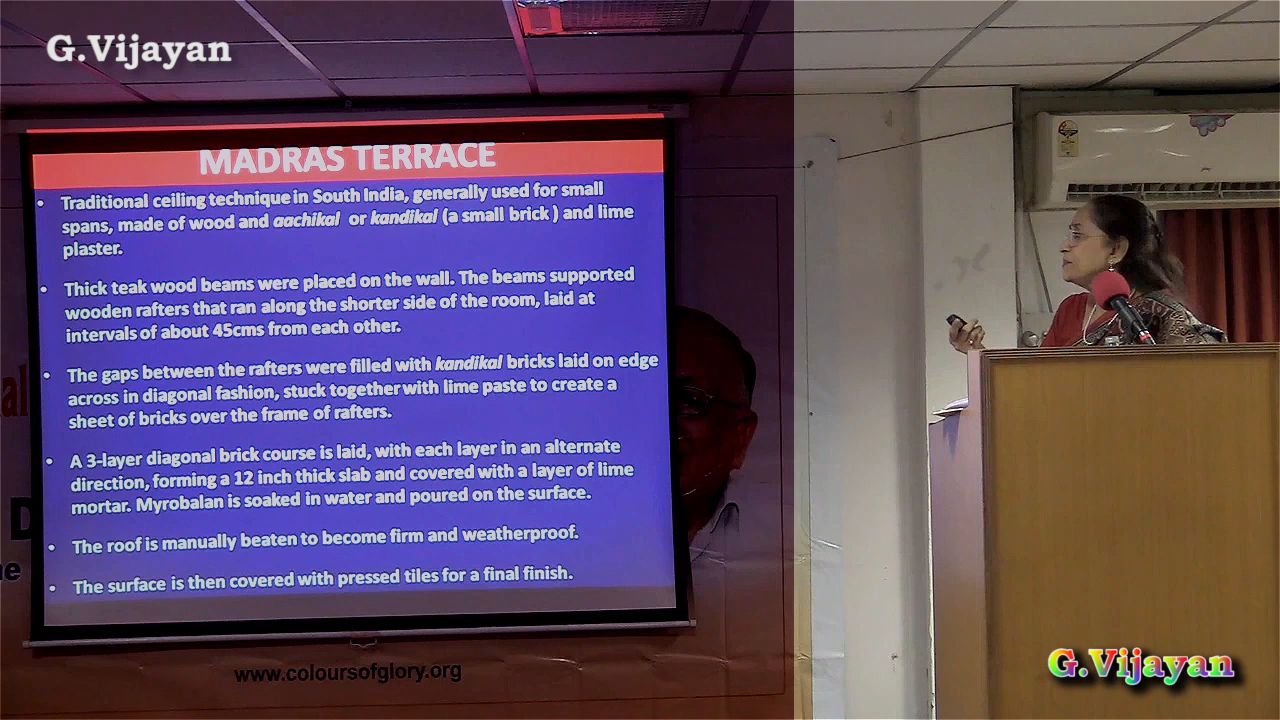 G.Vijayan
MADRAS TERRACE
• Traditional ceiling technique in South India, generally used for small
spans, made of wood and aachikal or kandikal (a small brick ) and lime
plaster.
• Thick teak wood beams were placed on the wall. The beams supported
wooden rafters that ran along the shorter side of the room, laid at
intervals of about 45cms from each other.
• The gaps between the rafters were filled with kandikal bricks laid on edge
across in diagonal fashion, stuck together with lime paste to create a
sheet of bricks over the frame of rafters.
• A 3-layer diagonal brick course is laid, with each layer in an alternate
direction, forming a 12 inch thick slab and covered with a layer of lime
mortar. Myrobalan is soaked in water and poured on the surface.
• The roof is manually beaten to become firm and weatherproof.
• The surface is then covered with pressed tiles for a final finish.
www.coloursofglory.org
G.Vijayan